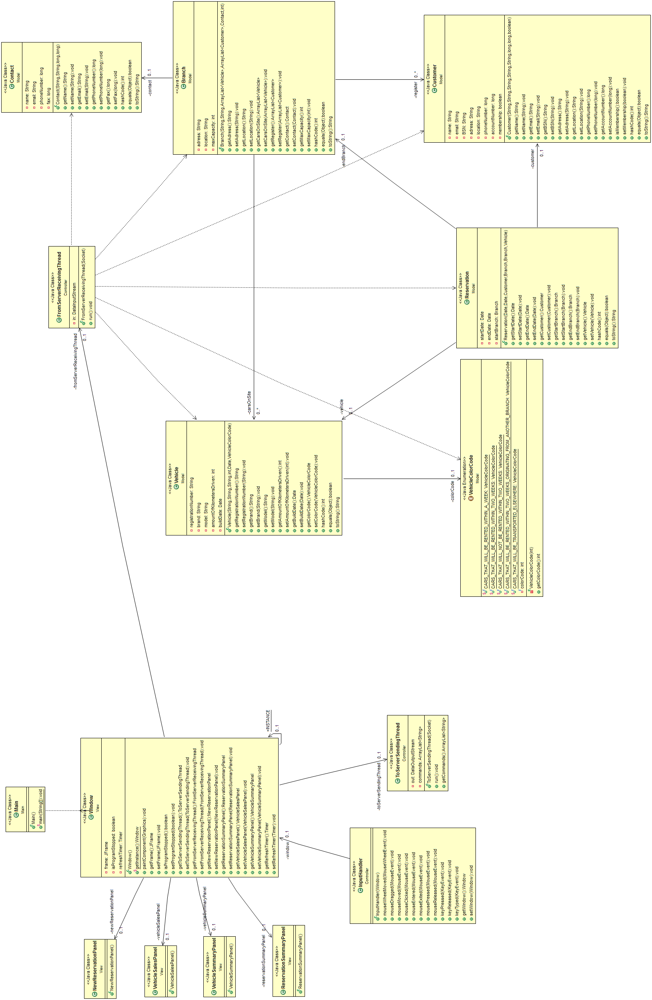 <<Java Class>>
Contact
Model
name: String
email: String
phoneNumber: long
fax: long
Contact(String,String,long,long)
getName():String
setName(String):void
getEmail():String
setEmail(String):void
getPhoneNumber():long
setPhoneNumber(long):void
getFax():long
setFax(long):void
hashCode():int
equals(Object):boolean
toString():String
-contact 0..1
<<Java Class>>
Branch
Model
adress: String
location: String
maxCapacity: int
Branch(String,String,ArrayList<Vehicle>,ArrayList<Customer>,Contact,int)
getAdress():String
setAdress(String):void
getLocation():String
setLocation(String):void
getCarsOnSite():ArrayList<Vehicle>
setCarsOnSite(ArrayList<Vehicle>):void
getRegister():ArrayList<Customer>
setRegister(ArrayList<Customer>):void
getContact():Contact
setContact(Contact):void
getMaxCapacity():int
setMaxCapacity(int):void
hashCode():int
equals(Object):boolean
toString():String
-endBranch 0..1
-register 0..*
<<Java Class>>
Customer
Model
name: String
email: String
BSN: String
adress: String
location: String
phoneNumber: long
accountNumber: long
membership: boolean
Customer(String,String,String,String,String,long,long,boolean)
getName():String
setName(String):void
getEmail():String
setEmail(String):void
getBSN():String
setBSN(String):void
getAdress():String
setAdress(String):void
getLocation():String
setLocation(String):void
getPhoneNumber():long
setPhoneNumber(long):void
getAccountNumber():long
setAccountNumber(long):void
isMembership():boolean
setMembership(boolean):void
hashCode():int
equals(Object):boolean
toString():String
-customer
0..1
<<Java Class>>
FromServerReceivingThread
Controller
in: DataInputStream
FromServerReceivingThread(Socket)
run():void
-fromServerReceivingThread
0..1
<<Java Class>>
Reservation
Model
startDate: Date
endDate: Date
startBranch: Branch
Reservation(Date,Date,Customer,Branch,Branch,Vehicle)
getStartDate():Date
setStartDate(Date):void
getEndDate():Date
setEndDate(Date):void
getCustomer():Customer
setCustomer(Customer):void
getStartBranch():Branch
setStartBranch(Branch):void
getEndBranch():Branch
setEndBranch(Branch):void
getVehicle():Vehicle
setVehicle(Vehicle):void
hashCode():int
equals(Object):boolean
toString():String
-carsOnSite
0..*
-vehicle
0..1
<<Java Class>>
Vehicle
Model
registrationNumber: String
brand: String
model: String
amountOfKilometersDriven: int
buildDate: Date
Vehicle(String,String,String,int,Date,VehicleColorCode)
getRegistrationNumber():String
setRegistrationNumber(String):void
getBrand():String
setBrand(String):void
getModel():String
setModel(String):void
getAmountOfKilometersDriven():int
setAmountOfKilometersDriven(int):void
getBuildDate():Date
setBuildDate(Date):void
getColorCode():VehicleColorCode
setColorCode(VehicleColorCode):void
hashCode():int
equals(Object):boolean
toString():String
-colorCode 0..1
<<Java Enumeration>>
VehicleColorCode
Model
CARS_THAT_WILL_BE_RENTED_WITHIN_A_WEEK: VehicleColorCode
CARS_THAT_WILL_BE_RENTED_WITHIN_TWO_WEEKS: VehicleColorCode
CARS_THAT_WILL_NOT_BE_RENTED_WITHIN_TWO_WEEKS: VehicleColorCode
CARS_THAT_WILL_BE_RENTED_WITHIN_TWO_WEEKS_ORIGINATING_FROM_ANOTHER_BRANCH: VehicleColorCode
CARS_THAT_WILL_BE_TRANSPORTED_ELSEWHERE: VehicleColorCode
colorCode: int
VehicleColorCode(int)
getColorCode():int
<<Java Class>>
Main
Main
Main()
main(String[]):void
<<Java Class>>
Window
View
frame: JFrame
isProgramStopped: boolean
refreshTimer: Timer
Window()
getInstance():Window
paintComponent(Graphics):void
getFrame():JFrame
setFrame(JFrame):void
isProgramStopped():boolean
setProgramStopped(boolean):void
getToServerSendingThread():ToServerSendingThread
setToServerSendingThread(ToServerSendingThread):void
getFromServerReceivingThread():FromServerReceivingThread
setFromServerReceivingThread(FromServerReceivingThread):void
getNewReservationPanel():NewReservationPanel
setNewReservationPanel(NewReservationPanel):void
getReservationSummaryPanel():ReservationSummaryPanel
setReservationSummaryPanel(ReservationSummaryPanel):void
getVehicleSalesPanel():VehicleSalesPanel
setVehicleSalesPanel(VehicleSalesPanel):void
getVehicleSummaryPanel():VehicleSummaryPanel
setVehicleSummaryPanel(VehicleSummaryPanel):void
getRefreshTimer():Timer
setRefreshTimer(Timer):void
+INSTANCE
0..1
-toServerSendingThread 0..1
<<Java Class>>
ToServerSendingThread
Controller
out: DataOutputStream
commands: ArrayList<String>
ToServerSendingThread(Socket)
run():void
getCommands():ArrayList<String>
-window 0..1
<<Java Class>>
InputHandler
Controller
InputHandler(Window)
mouseWheelMoved(MouseWheelEvent):void
mouseDragged(MouseEvent):void
mouseMoved(MouseEvent):void
mouseClicked(MouseEvent):void
mouseEntered(MouseEvent):void
mouseExited(MouseEvent):void
mousePressed(MouseEvent):void
mouseReleased(MouseEvent):void
keyPressed(KeyEvent):void
keyReleased(KeyEvent):void
keyTyped(KeyEvent):void
getWindow():Window
setWindow(Window):void
-newReservationPanel
0..1
<<Java Class>>
NewReservationPanel
View
NewReservationPanel()
-vehicleSalesPanel
0..1
<<Java Class>>
VehicleSalesPanel
View
VehicleSalesPanel()
-vehicleSummaryPanel
0..1
<<Java Class>>
VehicleSummaryPanel
View
VehicleSummaryPanel()
-reservationSummaryPanel 0..1
<<Java Class>>
ReservationSummaryPanel
View
ReservationSummaryPanel()